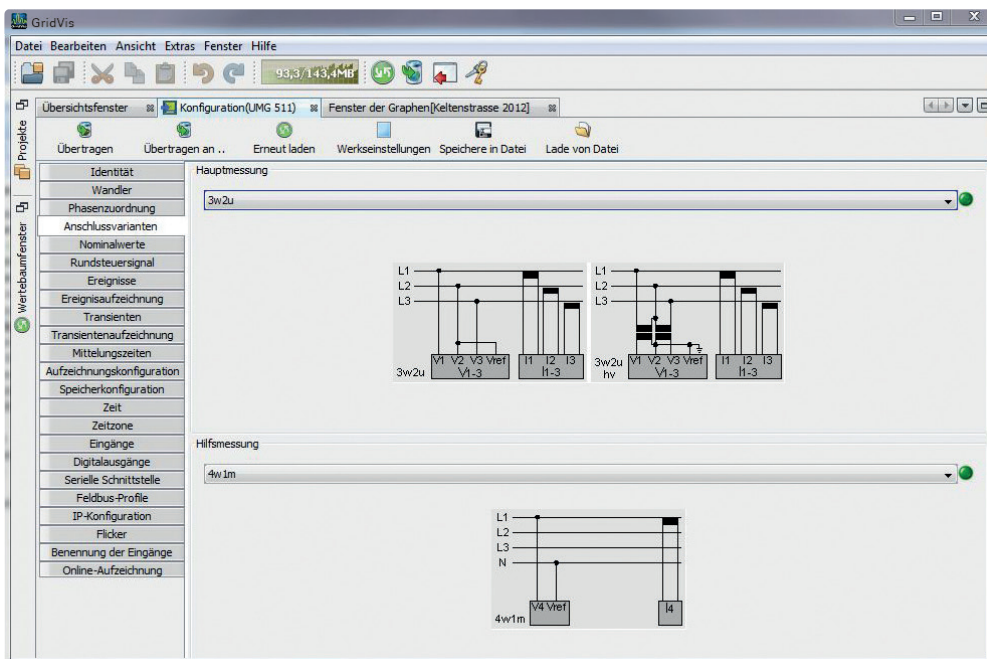 GridVis
Datei Bearbeiten Ansicht Extras Fenster Hilfe
93,3/143,4MB
Übersichtsfenster Konfiguration(UMG 511) Fenster der Graphen[Keltenstrasse 2012]
Übertragen Übertragen an .. Erneut laden Werkseinstellungen Speichere in Datei Lade von Datei
Projekte
Wertebaumfenster
Identität
Wandler
Phasenzuordnung
Anschlussvarianten
Nominalwerte
Rundsteuersignal
Ereignisse
Ereignisaufzeichnung
Transienten
Transientenaufzeichnung
Mittelungszeiten
Aufzeichnungskonfiguration
Speicherkonfiguration
Zeit
Zeitzone
Eingänge
Digitalausgänge
Serielle Schnittstelle
Feldbus-Profile
IP-Konfiguration
Flicker
Benennung der Eingänge
Online-Aufzeichnung
Hauptmessung
3w2u
L1
L2
L3
V1 V2 V3 Vref I1 I2 I3
3w2u V1-3 I1-3
L1
L2
L3
V1 V2 V3 Vref I1 I2 I3
3w2u hv V1-3 I1-3
Hilfsmessung
4w1m
L1
L2
L3
N
V4 Vref I4
4w1m